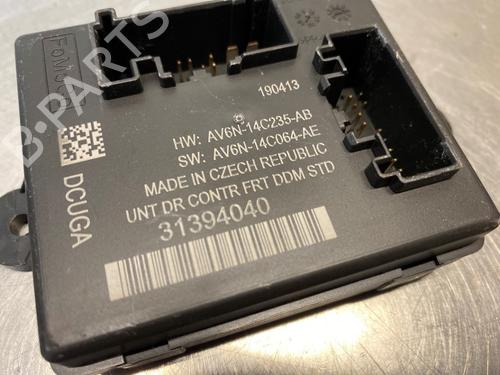 FoMoCo
190413
HW: AV6N-14C235-AB
SW: AV6N-14C064-AE
MADE IN CZECH REPUBLIC
UNT DR CONTR FRT DDM STD
31394040
DCUGA
B-PARTS